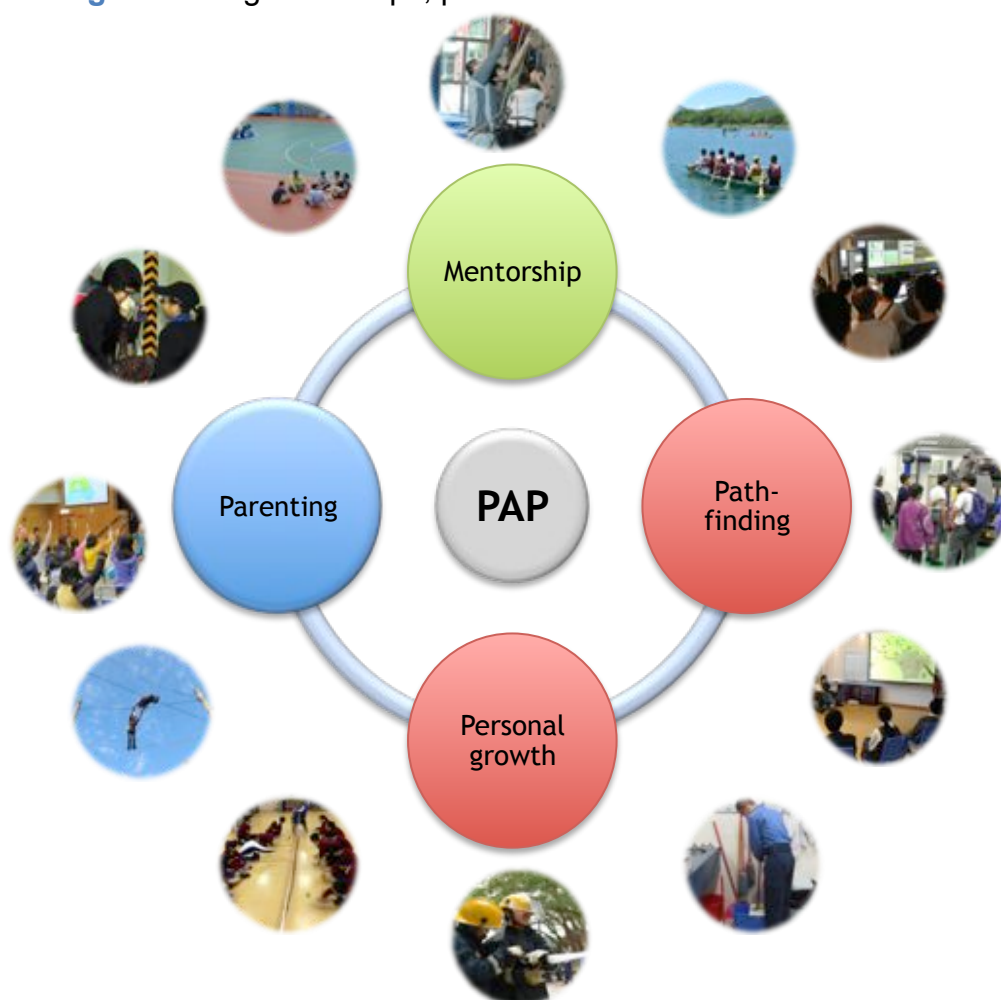 Mentorship
Parenting
PAP
Path-
finding
Personal
growth